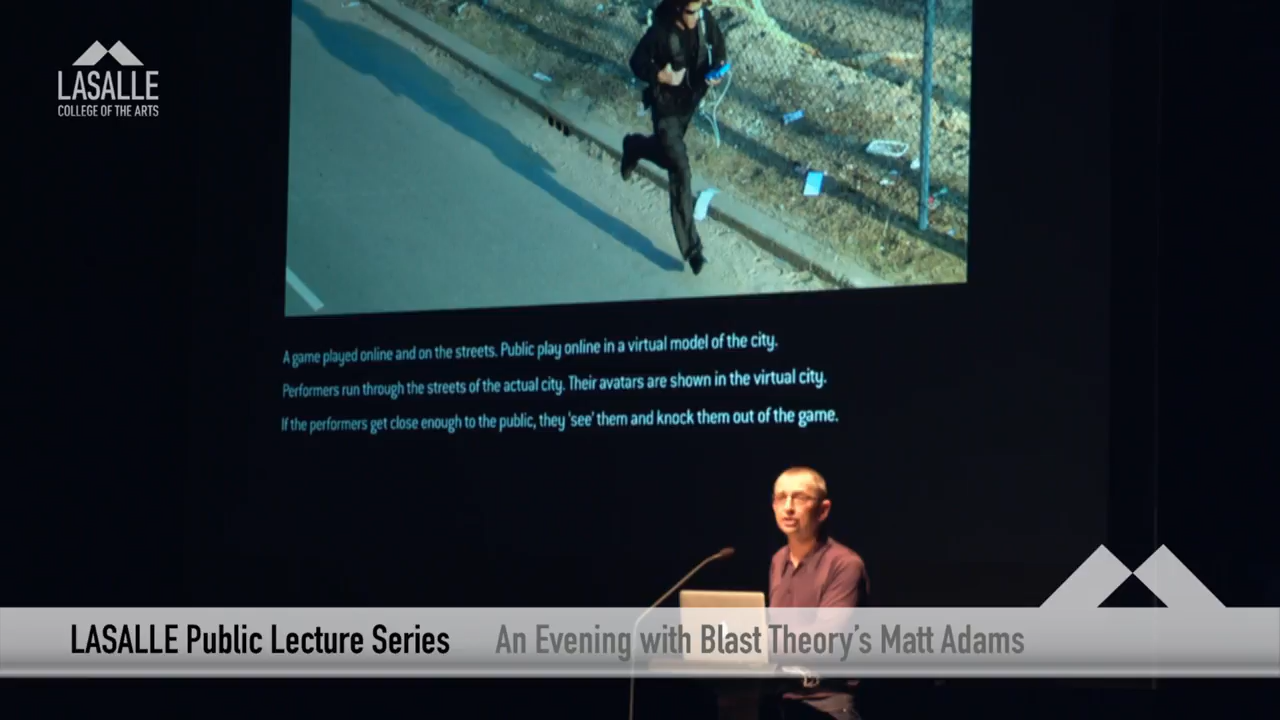 LASALLE
COLLEGE OF THE ARTS
A game played online and on the streets. Public play online in a virtual model of the city.
Performers run through the streets of the actual city. Their avatars are shown in the virtual city.
If the performers get close enough to the public, they 'see' them and knock them out of the game.
LASALLE Public Lecture Series An Evening with Blast Theory's Matt Adams